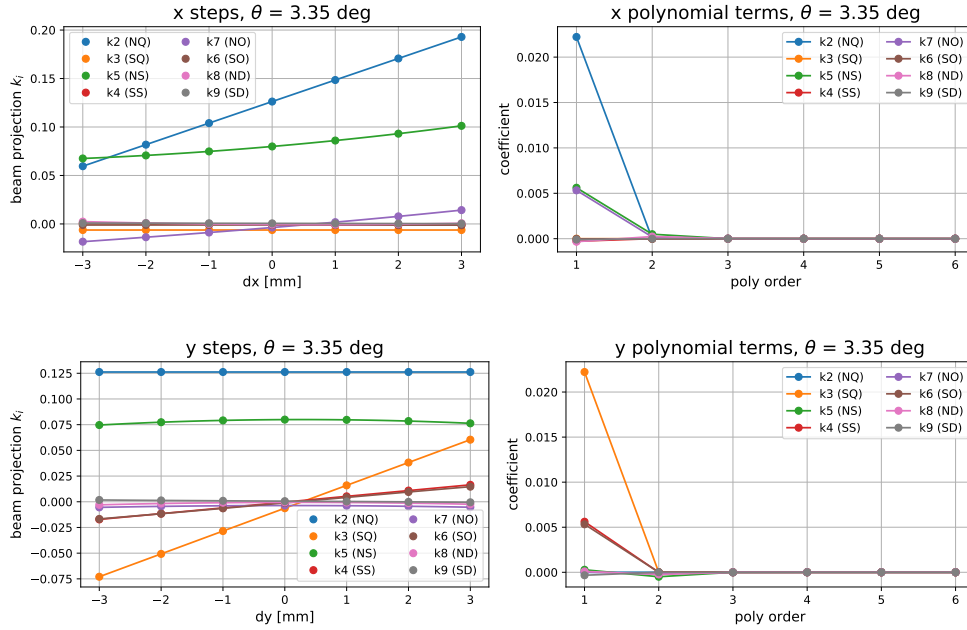 x steps, θ = 3.35 deg
0.20
0.15
0.10
0.05
0.00
beam projection kᵢ
k2 (NQ)
k3 (SQ)
k5 (NS)
k4 (SS)
k7 (NO)
k6 (SO)
k8 (ND)
k9 (SD)
−3 −2 −1 0 1 2 3
dx [mm]
x polynomial terms, θ = 3.35 deg
0.020
0.015
0.010
0.005
0.000
coefficient
k2 (NQ)
k3 (SQ)
k5 (NS)
k4 (SS)
k7 (NO)
k6 (SO)
k8 (ND)
k9 (SD)
1 2 3 4 5 6
poly order
y steps, θ = 3.35 deg
0.125
0.100
0.075
0.050
0.025
0.000
−0.025
−0.050
−0.075
beam projection kᵢ
k2 (NQ)
k3 (SQ)
k5 (NS)
k4 (SS)
k7 (NO)
k6 (SO)
k8 (ND)
k9 (SD)
−3 −2 −1 0 1 2 3
dy [mm]
y polynomial terms, θ = 3.35 deg
0.020
0.015
0.010
0.005
0.000
coefficient
k2 (NQ)
k3 (SQ)
k5 (NS)
k4 (SS)
k7 (NO)
k6 (SO)
k8 (ND)
k9 (SD)
1 2 3 4 5 6
poly order